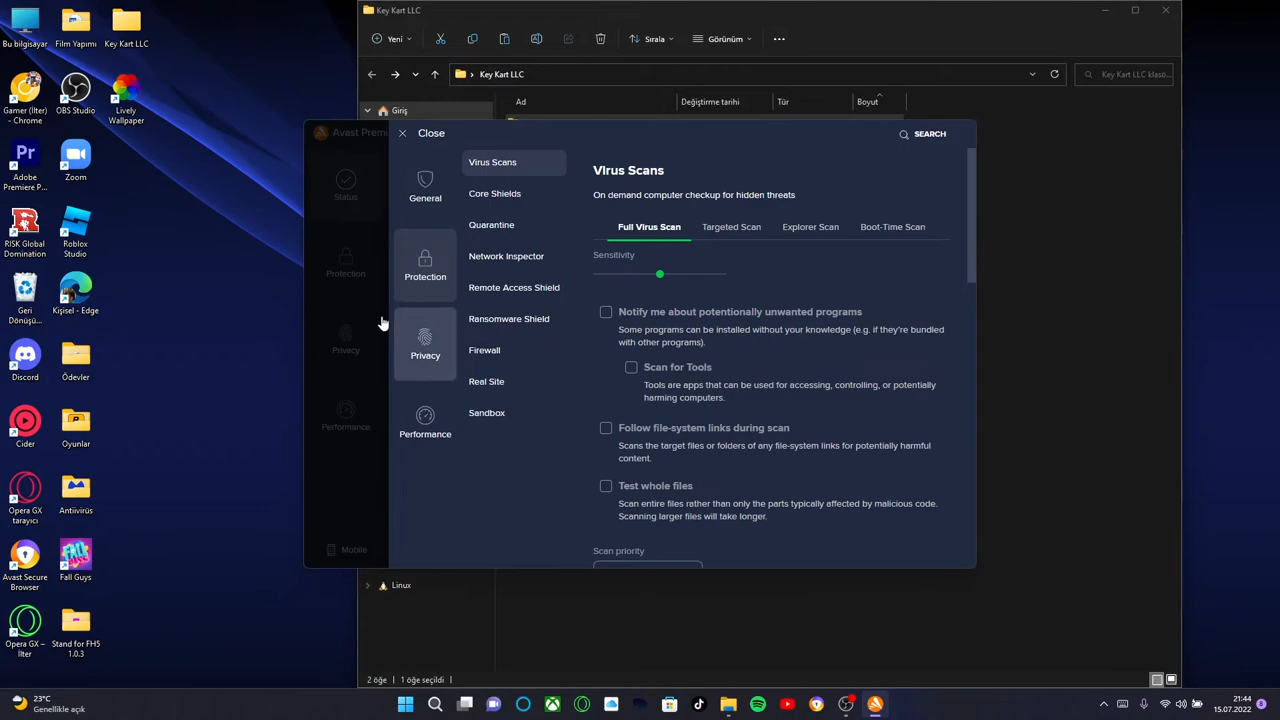 Bu bilgisayar
Film Yapımı
Key Kart LLC
Gamer (İlter) - Chrome
OBS Studio
Lively Wallpaper
Adobe Premiere P...
Zoom
RISK Global Domination
Roblox Studio
Geri Dönüşü...
Kişisel - Edge
Discord
Ödevler
Cider
Oyunlar
Opera GX tarayıcı
Antiivirüs
Avast Secure Browser
Fall Guys
Opera GX – İlter
Stand for FH5 1.0.3
Key Kart LLC
Yeni
Sırala
Görünüm
Key Kart LLC
Key Kart LLC klasö...
Giriş
Ad
Değiştirme tarihi
Tür
Boyut
Avast Premi
Close
SEARCH
Status
Protection
Privacy
Performance
Mobile
General
Protection
Privacy
Performance
Virus Scans
Core Shields
Quarantine
Network Inspector
Remote Access Shield
Ransomware Shield
Firewall
Real Site
Sandbox
Virus Scans
On demand computer checkup for hidden threats
Full Virus Scan
Targeted Scan
Explorer Scan
Boot-Time Scan
Sensitivity
Notify me about potentially unwanted programs
Some programs can be installed without your knowledge (e.g. if they're bundled
with other programs).
Scan for Tools
Tools are apps that can be used for accessing, controlling, or potentially
harming computers.
Follow file-system links during scan
Scans the target files or folders of any file-system links for potentially harmful
content.
Test whole files
Scan entire files rather than only the parts typically affected by malicious code.
Scanning larger files will take longer.
Scan priority
Linux
2 öğe
1 öğe seçildi
23°C
Genellikle açık
21:44
15.07.2022